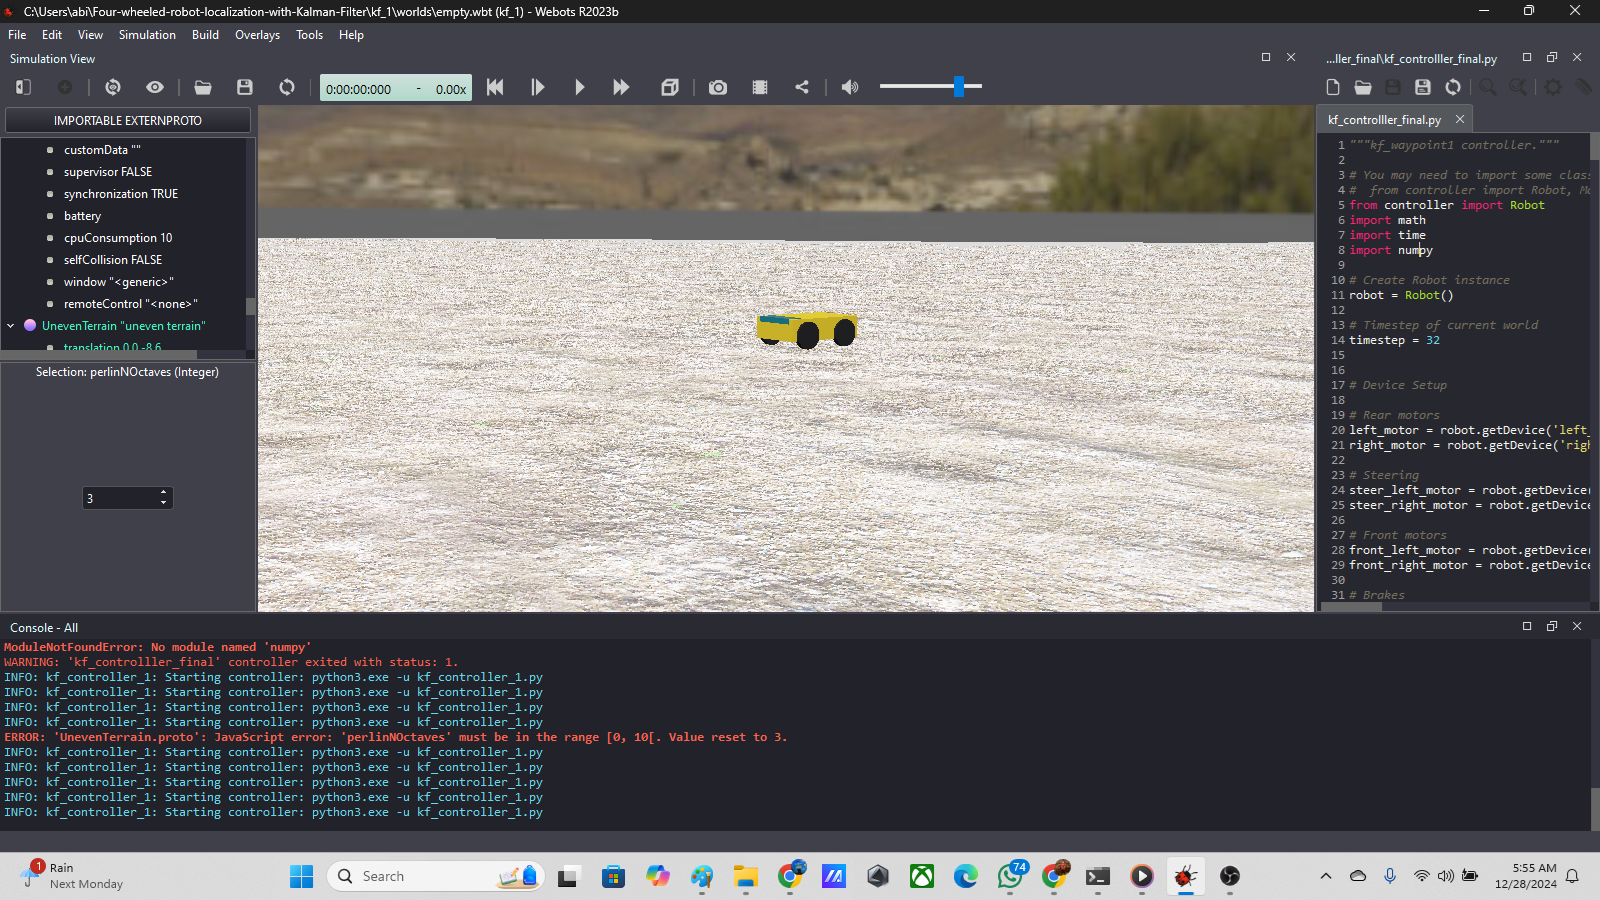 C:\Users\abi\Four-wheeled-robot-localization-with-Kalman-Filter\kf_1\worlds\empty.wbt (kf_1) - Webots R2023b
File Edit View Simulation Build Overlays Tools Help
Simulation View
...ller_final\kf_controlller_final.py
0:00:00:000 - 0.00x
IMPORTABLE EXTERNPROTO
customData ""
supervisor FALSE
synchronization TRUE
battery
cpuConsumption 10
selfCollision FALSE
window "<generic>"
remoteControl "<none>"
UnevenTerrain "uneven terrain"
translation 0 0 -8.6
Selection: perlinNOctaves (Integer)
3
kf_controlller_final.py
1 """kf_waypoint1 controller."""
2
3 # You may need to import some clas
4 #  from controller import Robot, Mo
5 from controller import Robot
6 import math
7 import time
8 import numpy
9
10 # Create Robot instance
11 robot = Robot()
12
13 # Timestep of current world
14 timestep = 32
15
16
17 # Device Setup
18
19 # Rear motors
20 left_motor = robot.getDevice('left_
21 right_motor = robot.getDevice('righ
22
23 # Steering
24 steer_left_motor = robot.getDevice(
25 steer_right_motor = robot.getDevice
26
27 # Front motors
28 front_left_motor = robot.getDevice(
29 front_right_motor = robot.getDevice
30
31 # Brakes
Console - All
ModuleNotFoundError: No module named 'numpy'
WARNING: 'kf_controlller_final' controller exited with status: 1.
INFO: kf_controller_1: Starting controller: python3.exe -u kf_controller_1.py
INFO: kf_controller_1: Starting controller: python3.exe -u kf_controller_1.py
INFO: kf_controller_1: Starting controller: python3.exe -u kf_controller_1.py
INFO: kf_controller_1: Starting controller: python3.exe -u kf_controller_1.py
ERROR: 'UnevenTerrain.proto': JavaScript error: 'perlinNOctaves' must be in the range [0, 10[. Value reset to 3.
INFO: kf_controller_1: Starting controller: python3.exe -u kf_controller_1.py
INFO: kf_controller_1: Starting controller: python3.exe -u kf_controller_1.py
INFO: kf_controller_1: Starting controller: python3.exe -u kf_controller_1.py
INFO: kf_controller_1: Starting controller: python3.exe -u kf_controller_1.py
INFO: kf_controller_1: Starting controller: python3.exe -u kf_controller_1.py
1
Rain
Next Monday
Search
74
5:55 AM
12/28/2024